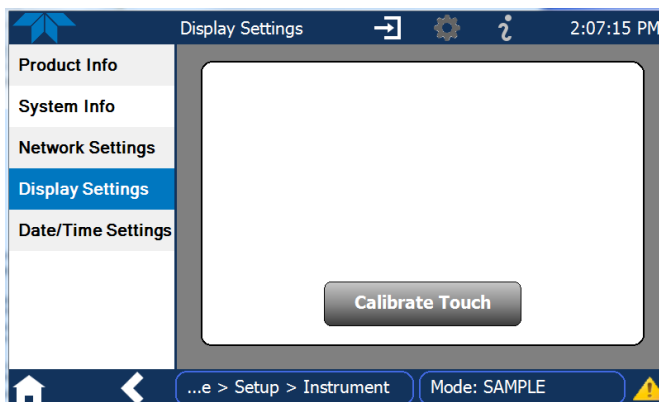 Display Settings 2:07:15 PM
Product Info
System Info
Network Settings
Display Settings
Date/Time Settings
Calibrate Touch
...e > Setup > Instrument Mode: SAMPLE